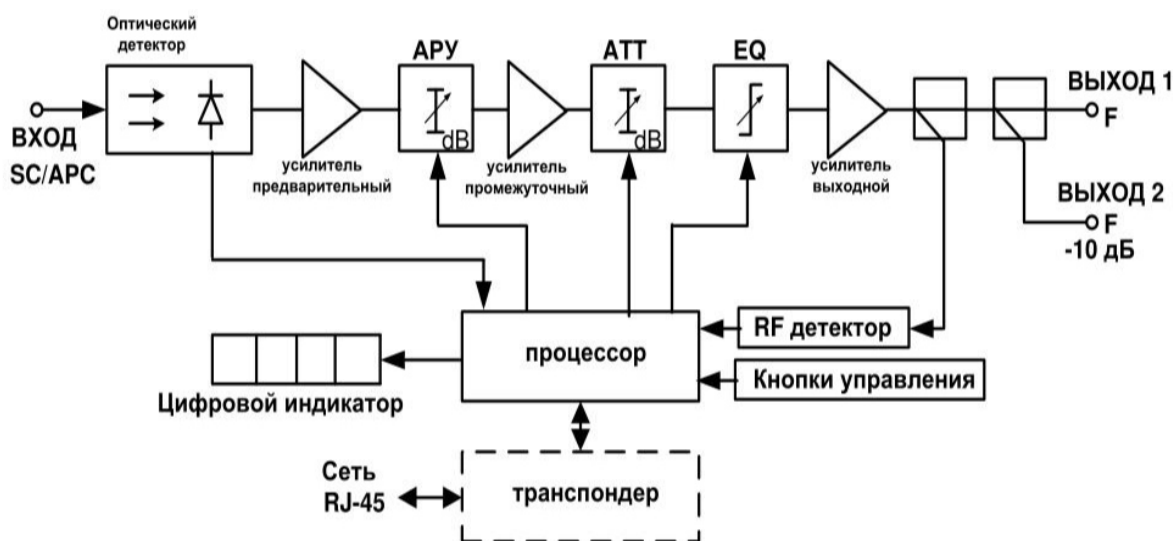 Оптический
детектор
ВХОД
SC/APC
усилитель
предварительный
АРУ
dB
усилитель
промежуточный
АТТ
dB
EQ
усилитель
выходной
ВЫХОД 1
F
ВЫХОД 2
F
-10 дБ
RF детектор
процессор
Кнопки управления
Цифровой индикатор
Сеть
RJ-45
транспондер